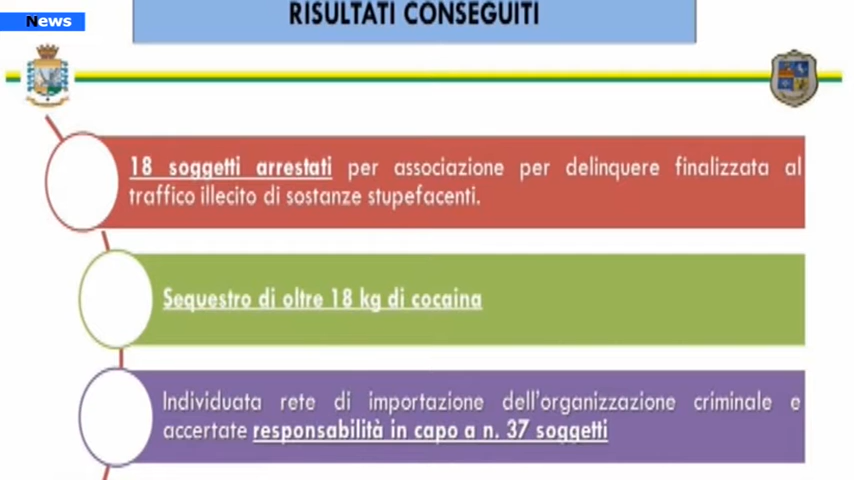 News
RISULTATI CONSEGUITI
18 soggetti arrestati per associazione per delinquere finalizzata al
traffico illecito di sostanze stupefacenti.
Sequestro di oltre 18 kg di cocaina
Individuata rete di importazione dell'organizzazione criminale e
accertate responsabilità in capo a n. 37 soggetti